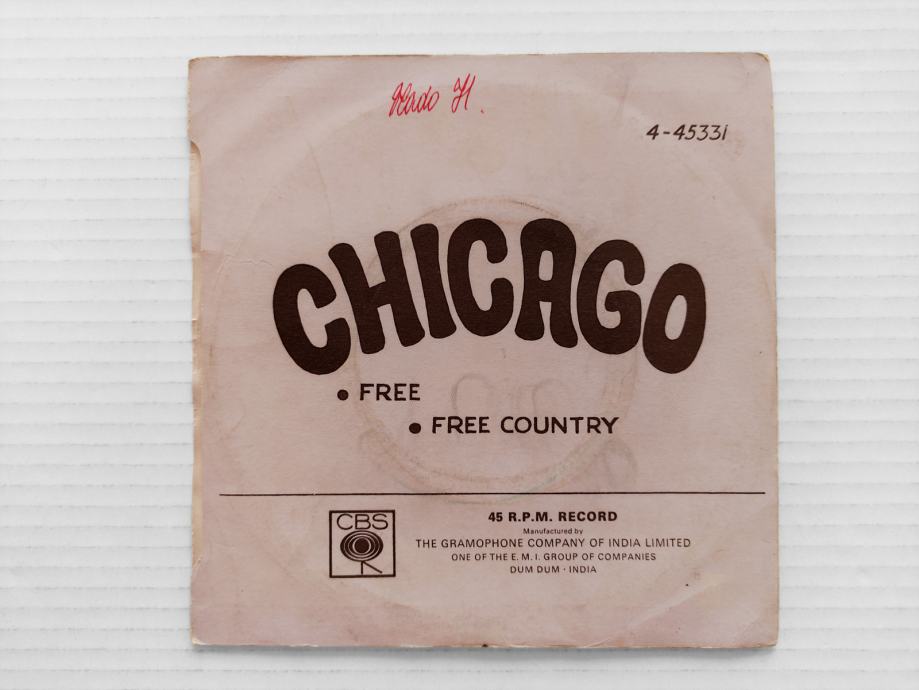 Vlado H.
4-45331
CHICAGO
• FREE
• FREE COUNTRY
CBS
45 R.P.M. RECORD
Manufactured by
THE GRAMOPHONE COMPANY OF INDIA LIMITED
ONE OF THE E. M. I. GROUP OF COMPANIES
DUM DUM · INDIA